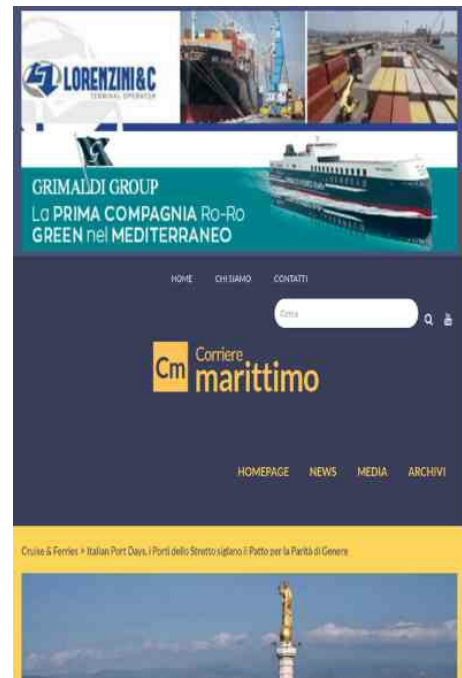 LORENZINI & C
TERMINAL OPERATOR
GRIMALDI GROUP
La PRIMA COMPAGNIA Ro-Ro
GREEN nel MEDITERRANEO
HOME CHI SIAMO CONTATTI
Cerca
Cm Corriere
marittimo
HOMEPAGE NEWS MEDIA ARCHIVI
Cruise & Ferries > Italian Port Days, i Porti dello Stretto siglano il Patto per la Parità di Genere